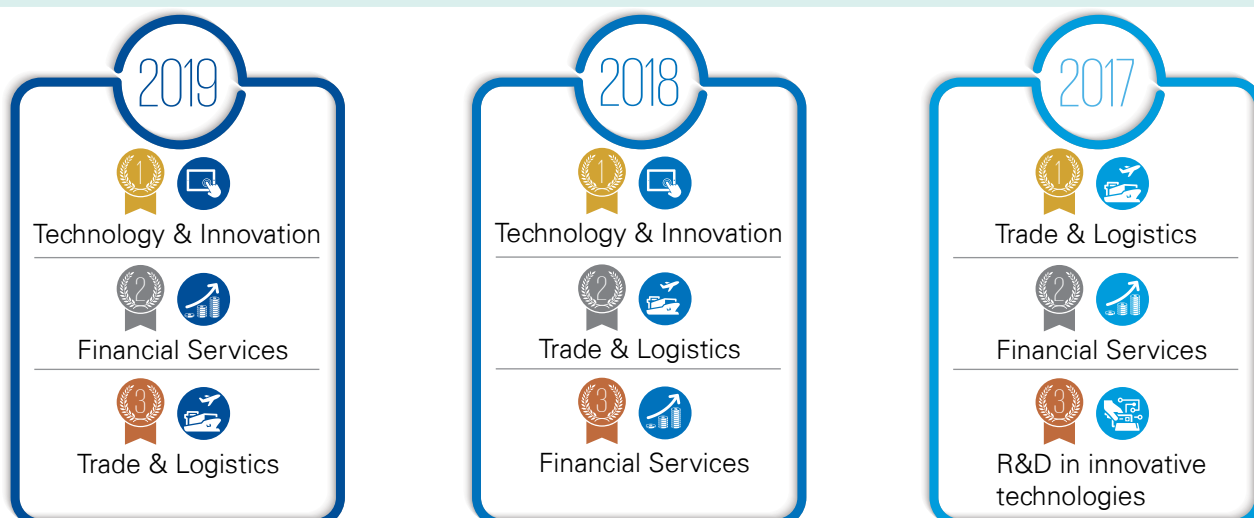 2019
1
Technology & Innovation
2
Financial Services
3
Trade & Logistics
2018
1
Technology & Innovation
2
Trade & Logistics
3
Financial Services
2017
1
Trade & Logistics
2
Financial Services
3
R&D in innovative
technologies